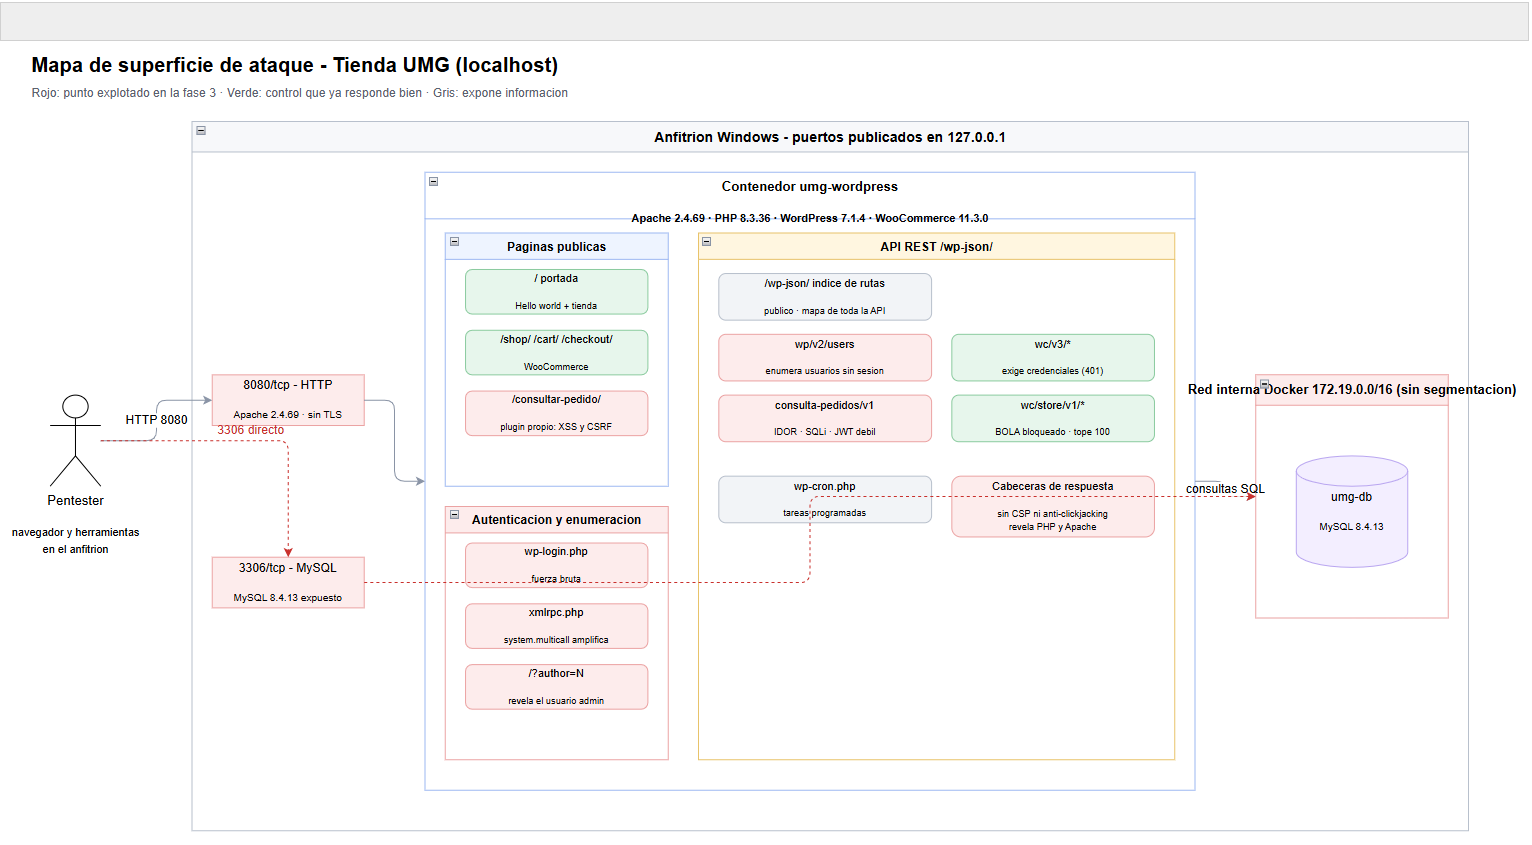 Mapa de superficie de ataque - Tienda UMG (localhost)
Rojo: punto explotado en la fase 3 · Verde: control que ya responde bien · Gris: expone informacion
Anfitrion Windows - puertos publicados en 127.0.0.1
Contenedor umg-wordpress
Apache 2.4.69 · PHP 8.3.36 · WordPress 7.1.4 · WooCommerce 11.3.0
Paginas publicas
/ portada
Hello world + tienda
/shop/ /cart/ /checkout/
WooCommerce
/consultar-pedido/
plugin propio: XSS y CSRF
Autenticacion y enumeracion
wp-login.php
fuerza bruta
xmlrpc.php
system.multicall amplifica
/?author=N
revela el usuario admin
API REST /wp-json/
/wp-json/ indice de rutas
publico · mapa de toda la API
wp/v2/users
enumera usuarios sin sesion
wc/v3/*
exige credenciales (401)
consulta-pedidos/v1
IDOR · SQLi · JWT debil
wc/store/v1/*
BOLA bloqueado · tope 100
wp-cron.php
tareas programadas
Cabeceras de respuesta
sin CSP ni anti-clickjacking
revela PHP y Apache
8080/tcp - HTTP
Apache 2.4.69 · sin TLS
HTTP 8080
3306 directo
Pentester
navegador y herramientas
en el anfitrion
3306/tcp - MySQL
MySQL 8.4.13 expuesto
Red interna Docker 172.19.0.0/16 (sin segmentacion)
consultas SQL
umg-db
MySQL 8.4.13